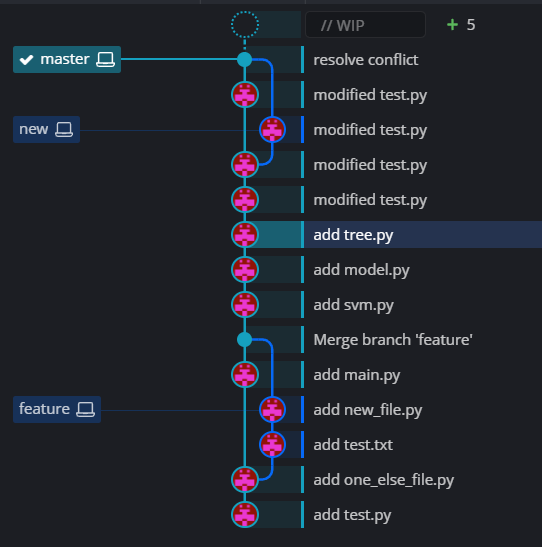 // WIP + 5
master resolve conflict
modified test.py
new modified test.py
modified test.py
modified test.py
add tree.py
add model.py
add svm.py
Merge branch 'feature'
add main.py
feature add new_file.py
add test.txt
add one_else_file.py
add test.py